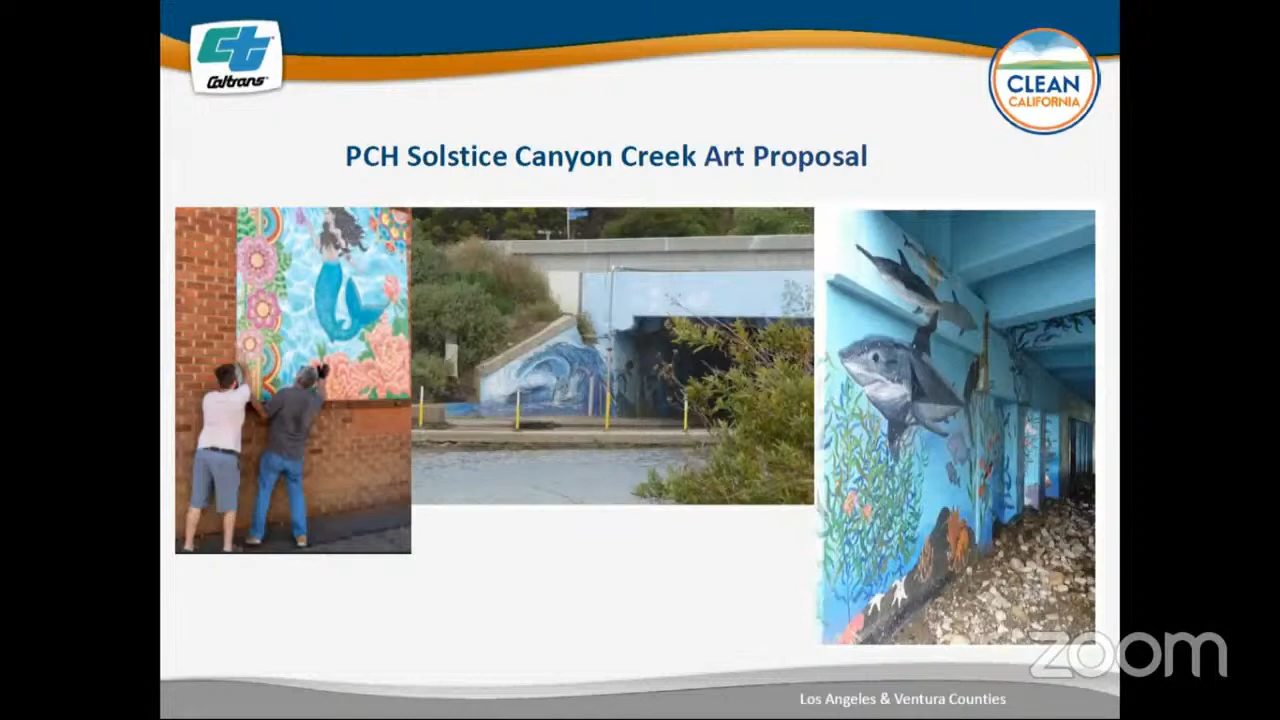 Caltrans
CLEAN
CALIFORNIA
PCH Solstice Canyon Creek Art Proposal
zoom
Los Angeles & Ventura Counties